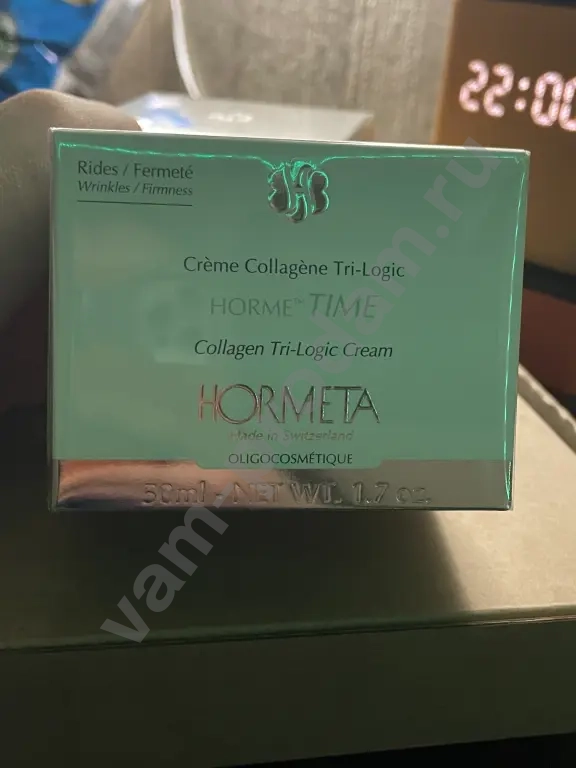 22:00
Rides / Fermeté
Wrinkles / Firmness
Crème Collagène Tri-Logic
HORME™ TIME
Collagen Tri-Logic Cream
HORMETA
Made in Switzerland
OLIGOCOSMÉTIQUE
50ml - NET WT. 1.7 oz.